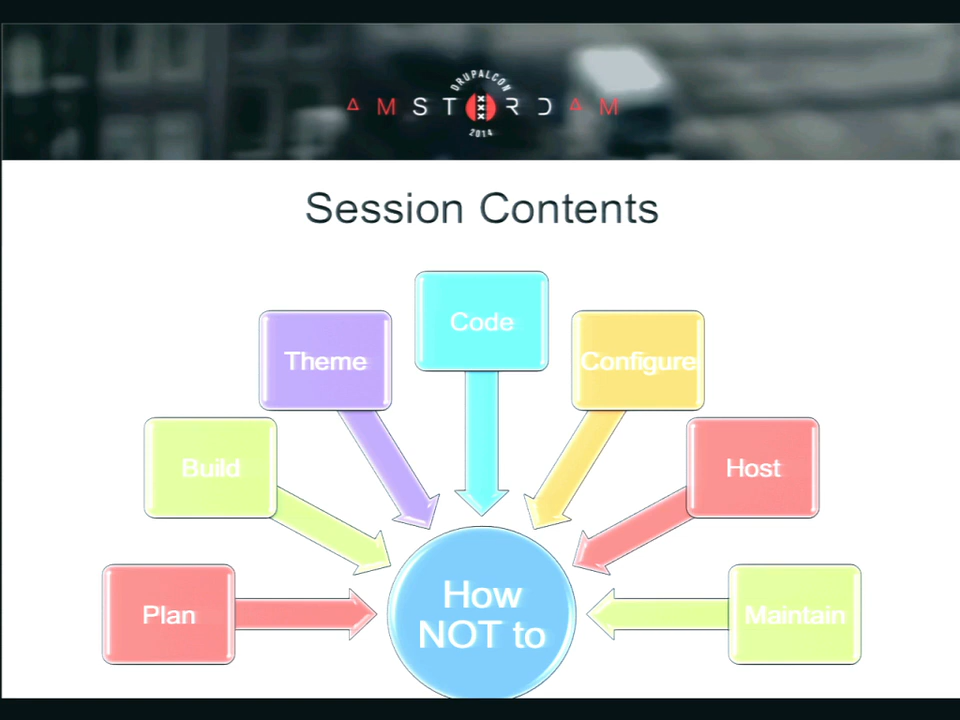 DRUPALCON
AMSTERDAM
2014
Session Contents
Code
Theme
Configure
Build
Host
Plan
How
NOT to
Maintain